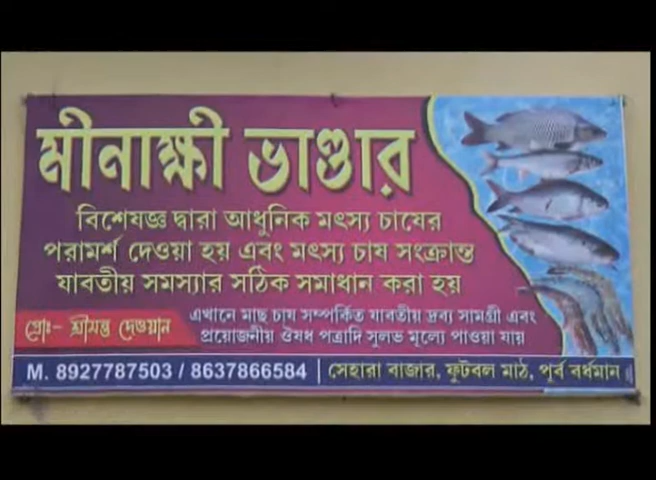 মীনাক্ষী ভাণ্ডার
বিশেষজ্ঞ দ্বারা আধুনিক মৎস্য চাষের
পরামর্শ দেওয়া হয় এবং মৎস্য চাষ সংক্রান্ত
যাবতীয় সমস্যার সঠিক সমাধান করা হয়
প্রোঃ- শ্রীমন্ত দেওয়ান
এখানে মাছ চাষ সম্পর্কিত যাবতীয় দ্রব্য সামগ্রী এবং
প্রয়োজনীয় ঔষধ পত্রাদি সুলভ মূল্যে পাওয়া যায়
M. 8927787503 / 8637866584 | সেহারা বাজার, ফুটবল মাঠ, পূর্ব বর্ধমান